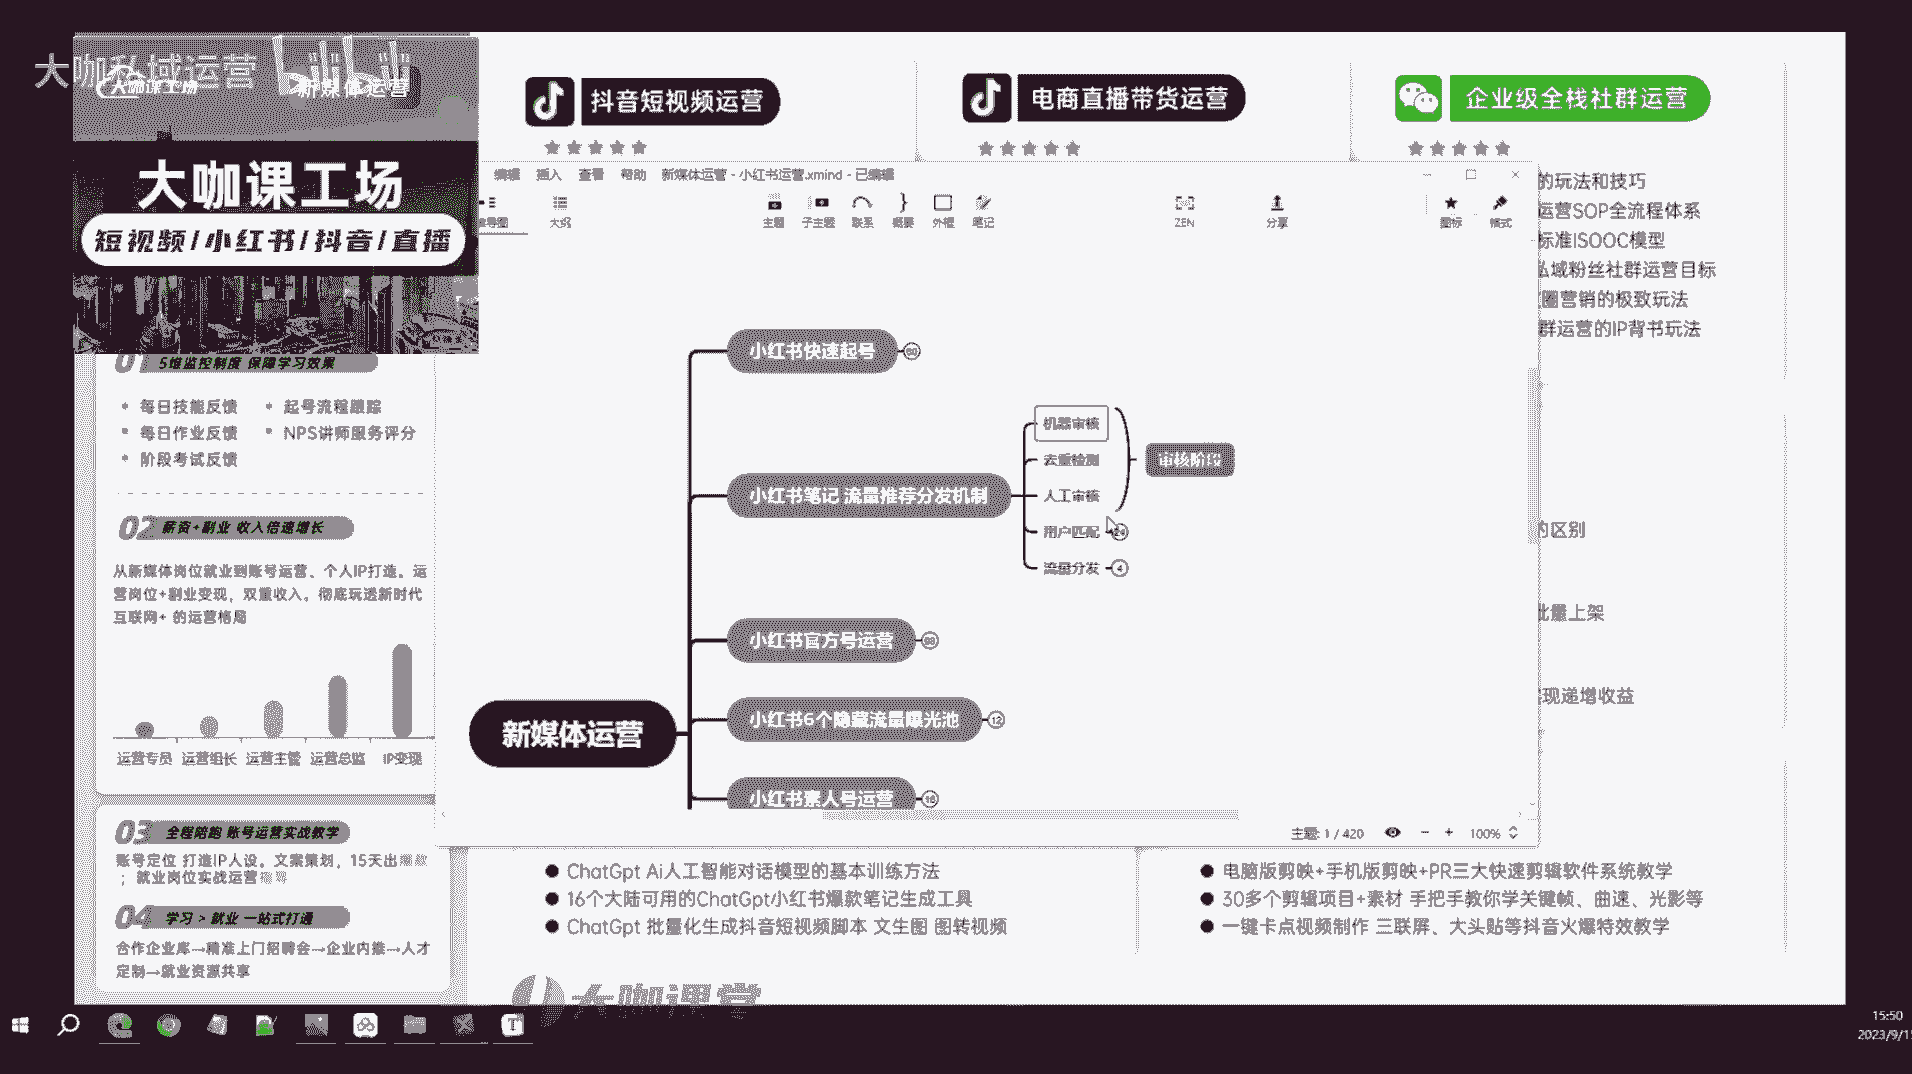 大咖私域运营
bilibili
大咖课工场
新媒体运营
大咖课工场
短视频/小红书/抖音/直播
抖音短视频运营
电商直播带货运营
企业级全栈社群运营
编辑 插入 查看 帮助 新媒体运营 - 小红书运营.xmind - 已编辑
大纲
主题
子主题
联系
概要
外框
笔记
ZEN
分享
图标
格式
的玩法和技巧
运营SOP全流程体系
标准ISOOC模型
私域粉丝社群运营目标
圈营销的极致玩法
群运营的IP背书玩法
的区别
批量上架
现递增收益
01 5维监控制度 保障学习效果
每日技能反馈
起号流程跟踪
每日作业反馈
NPS讲师服务评分
阶段考试反馈
02 薪资+副业 收入倍速增长
从新媒体岗位就业到账号运营、个人IP打造。运
营岗位+副业变现，双重收入。彻底玩透新时代
互联网+ 的运营格局
运营专员 运营组长 运营主管 运营总监 IP变现
03 全程陪跑 账号运营实战教学
账号定位 打造IP人设。文案策划，15天出
；就业岗位实战运营
04 学习 > 就业 一站式打通
合作企业库→精准上门招聘会→企业内推→人才
定制→就业资源共享
新媒体运营
小红书快速起号
小红书笔记 流量推荐分发机制
机器审核
去重检测
人工审核
审核阶段
用户匹配
流量分发 4
小红书官方号运营
小红书6个隐藏流量曝光池 12
小红书素人号运营
主题: 1 / 420
100%
ChatGpt Ai人工智能对话模型的基本训练方法
16个大陆可用的ChatGpt小红书爆款笔记生成工具
ChatGpt 批量化生成抖音短视频脚本 文生图 图转视频
电脑版剪映+手机版剪映+PR三大快速剪辑软件系统教学
30多个剪辑项目+素材 手把手教你学关键帧、曲速、光影等
一键卡点视频制作 三联屏、大头贴等抖音火爆特效教学
大咖课堂
15:50
2023/9/1